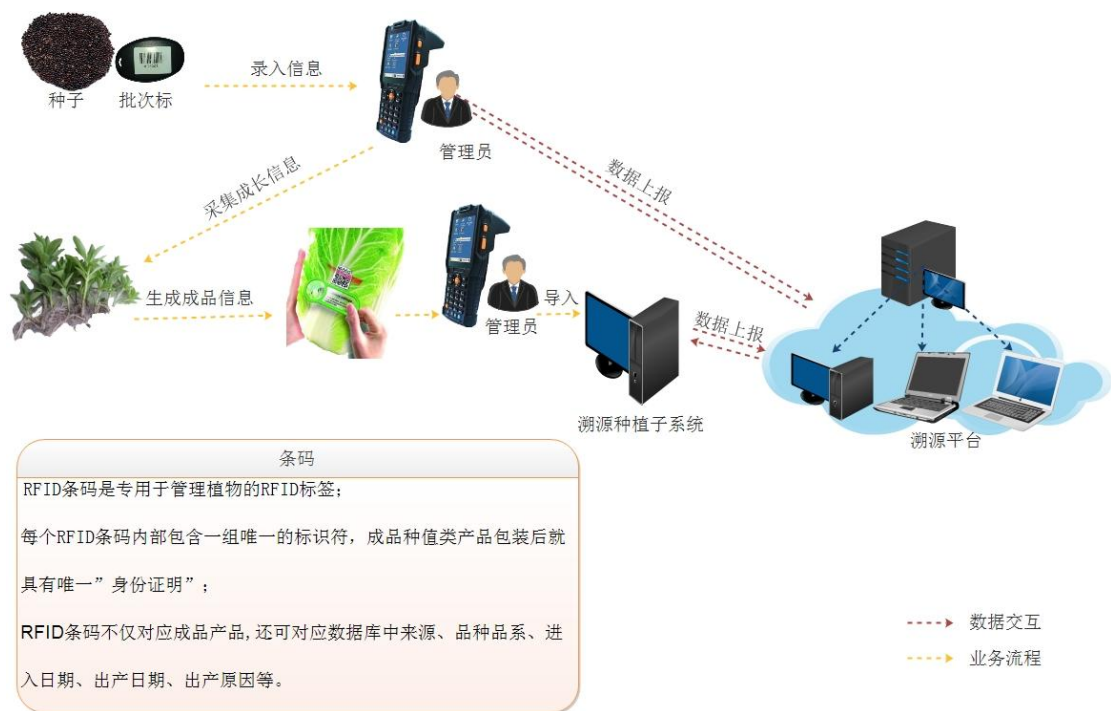 种子
批次标
录入信息
管理员
采集成长信息
数据上报
生成成品信息
管理员
导入
数据上报
溯源种植子系统
溯源平台
条码
RFID条码是专用于管理植物的RFID标签；
每个RFID条码内部包含一组唯一的标识符，成品种值类产品包装后就
具有唯一”身份证明”；
RFID条码不仅对应成品产品,还可对应数据库中来源、品种品系、进
入日期、出产日期、出产原因等。
数据交互
业务流程